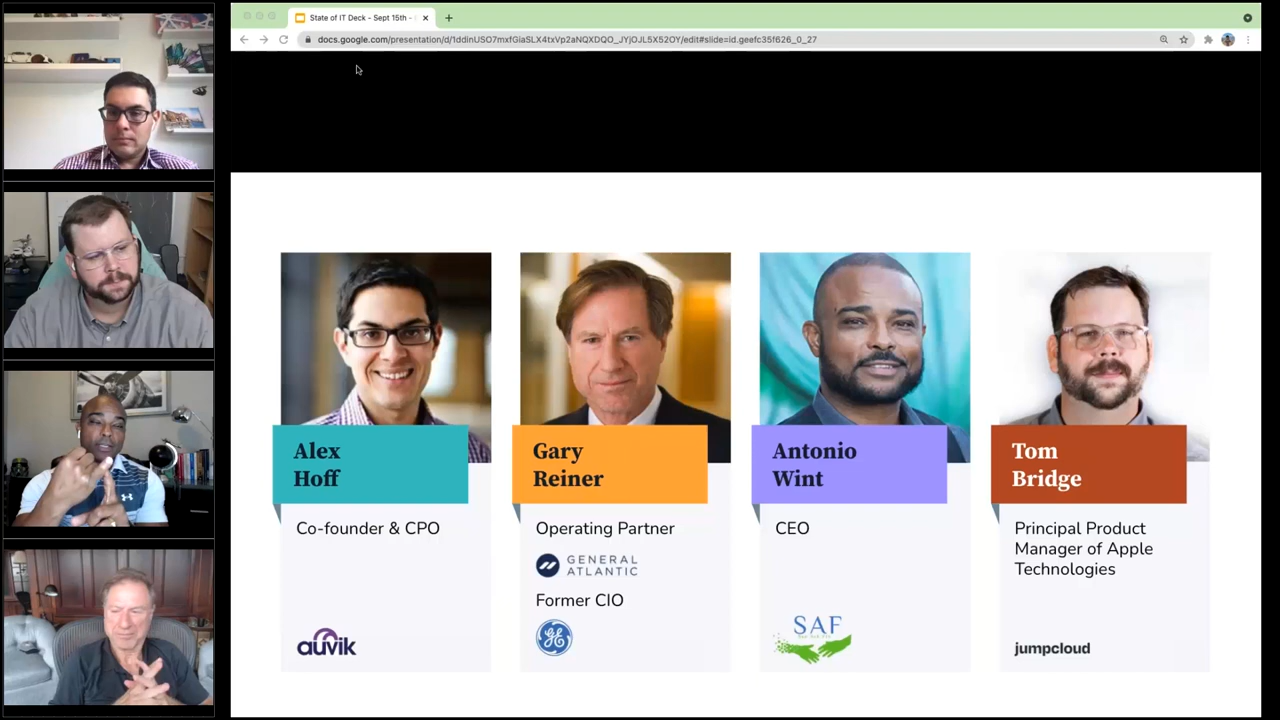 State of IT Deck - Sept 15th -
docs.google.com/presentation/d/1ddinUSO7mxfGiaSLX4txVp2aNQXDQO_JYjOJL5X52OY/edit#slide=id.geefc35f626_0_27
Alex
Hoff
Co-founder & CPO
auvik
Gary
Reiner
Operating Partner
GENERAL
ATLANTIC
Former CIO
GE
Antonio
Wint
CEO
SAF
Tom
Bridge
Principal Product
Manager of Apple
Technologies
jumpcloud